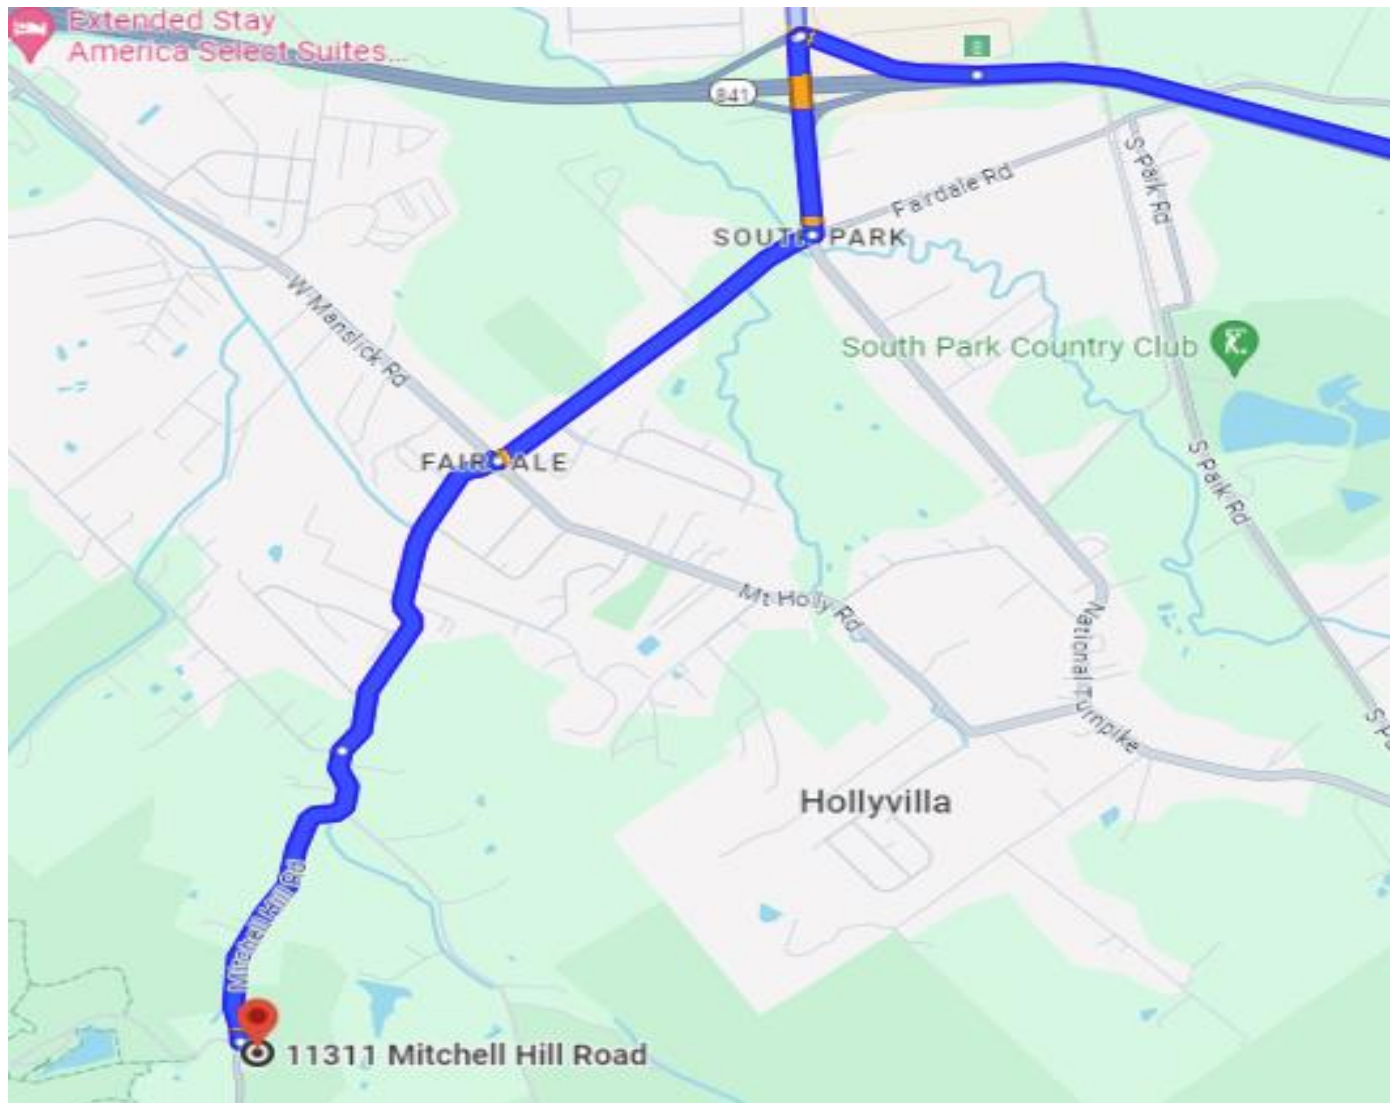 Extended Stay
America Select Suites...
841
8
S Park Rd
Fairdale Rd
SOUTH PARK
W Manslick Rd
South Park Country Club
FAIRDALE
S Park Rd
Mt Holly Rd
National Turnpike
Hollyvilla
Mitchell Hill Rd
11311 Mitchell Hill Road